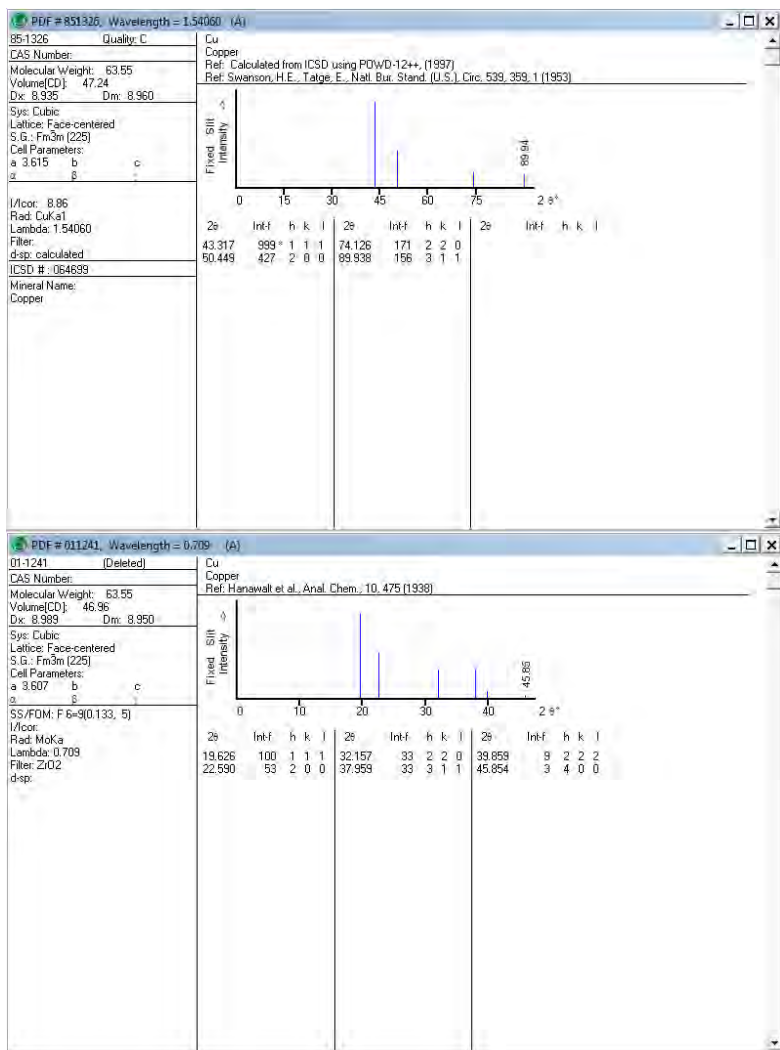 PDF # 851326, Wavelength = 1.54060 (A)
85-1326 Quality: C
CAS Number:
Molecular Weight: 63.55
Volume[CD]: 47.24
Dx: 8.935 Dm: 8.960
Sys: Cubic
Lattice: Face-centered
S.G.: Fm3m (225)
Cell Parameters:
a 3.615 b c
α β
I/Icor: 8.86
Rad: CuKa1
Lambda: 1.54060
Filter:
d-sp: calculated
ICSD # : 064699
Mineral Name:
Copper
Cu
Copper
Ref: Calculated from ICSD using POWD-12++, (1997)
Ref: Swanson, H.E., Tatge, E., Natl. Bur. Stand. (U.S.), Circ. 539, 359, 1 (1953)
Fixed Slit
Intensity
89.94
0 15 30 45 60 75 2 θ°
2θ Int-f h k l 2θ Int-f h k l 2θ Int-f h k l
43.317 999 * 1 1 1 74.126 171 2 2 0
50.449 427 2 0 0 89.938 156 3 1 1
PDF # 011241, Wavelength = 0.709 (A)
01-1241 (Deleted)
CAS Number:
Molecular Weight: 63.55
Volume[CD]: 46.96
Dx: 8.989 Dm: 8.950
Sys: Cubic
Lattice: Face-centered
S.G.: Fm3m (225)
Cell Parameters:
a 3.607 b c
α β
SS/FOM: F 6=9(0.133, 5)
I/Icor:
Rad: MoKa
Lambda: 0.709
Filter: ZrO2
d-sp:
Cu
Copper
Ref: Hanawalt et al., Anal. Chem., 10, 475 (1938)
Fixed Slit
Intensity
45.85
0 10 20 30 40 2 θ°
2θ Int-f h k l 2θ Int-f h k l 2θ Int-f h k l
19.626 100 1 1 1 32.157 33 2 2 0 39.859 9 2 2 2
22.590 53 2 0 0 37.959 33 3 1 1 45.854 3 4 0 0